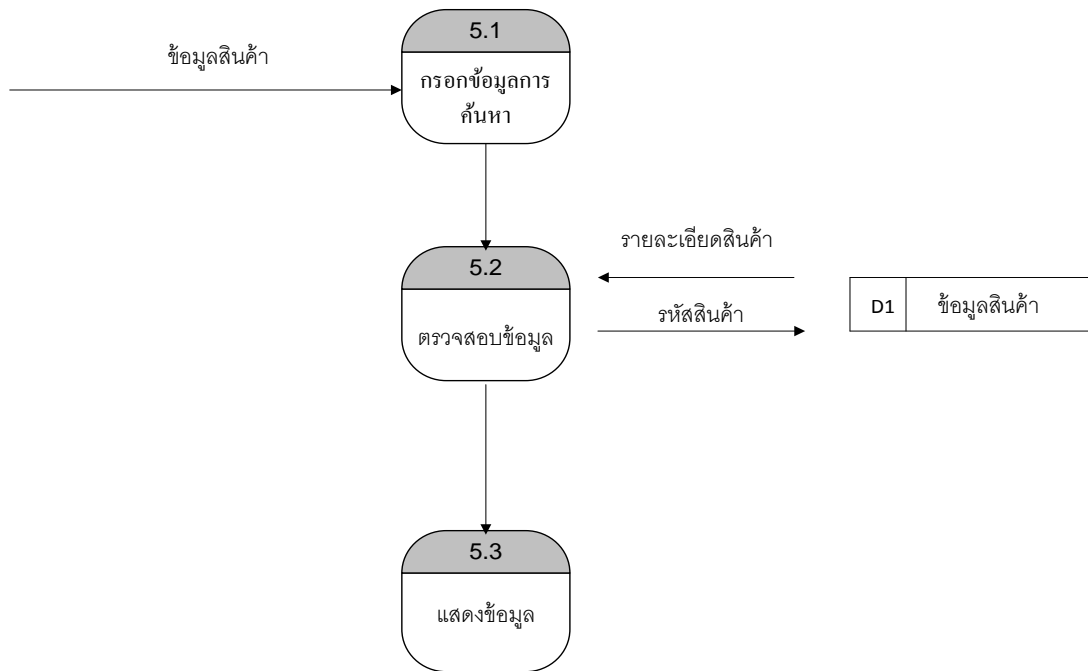 5.1
ข้อมูลสินค้า
กรอกข้อมูลการ
ค้นหา
รายละเอียดสินค้า
5.2
D1 ข้อมูลสินค้า
รหัสสินค้า
ตรวจสอบข้อมูล
5.3
แสดงข้อมูล